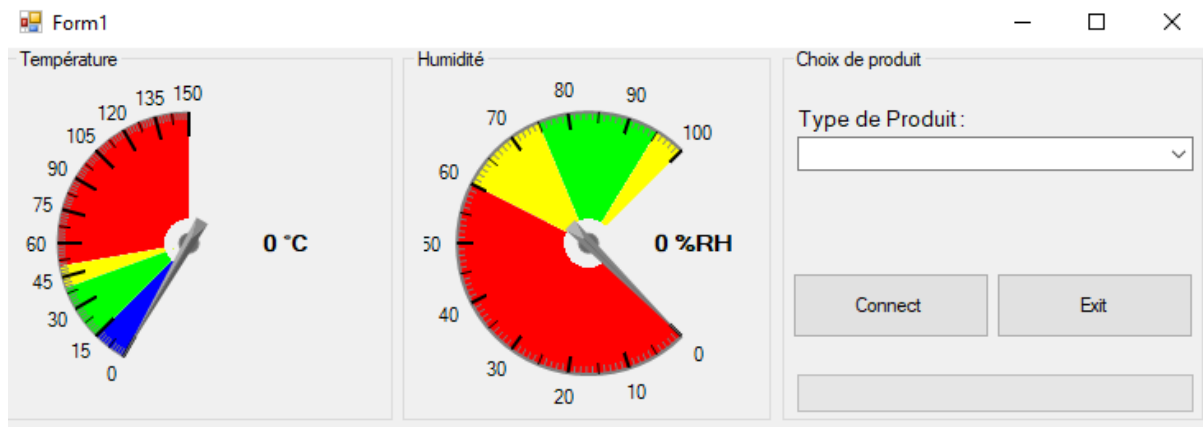 Form1
Température
150
135
120
105
90
75
60
45
30
15
0
0 °C
Humidité
80
90
70
100
60
50
0 %RH
40
30
20
10
0
Choix de produit
Type de Produit :
Connect
Exit